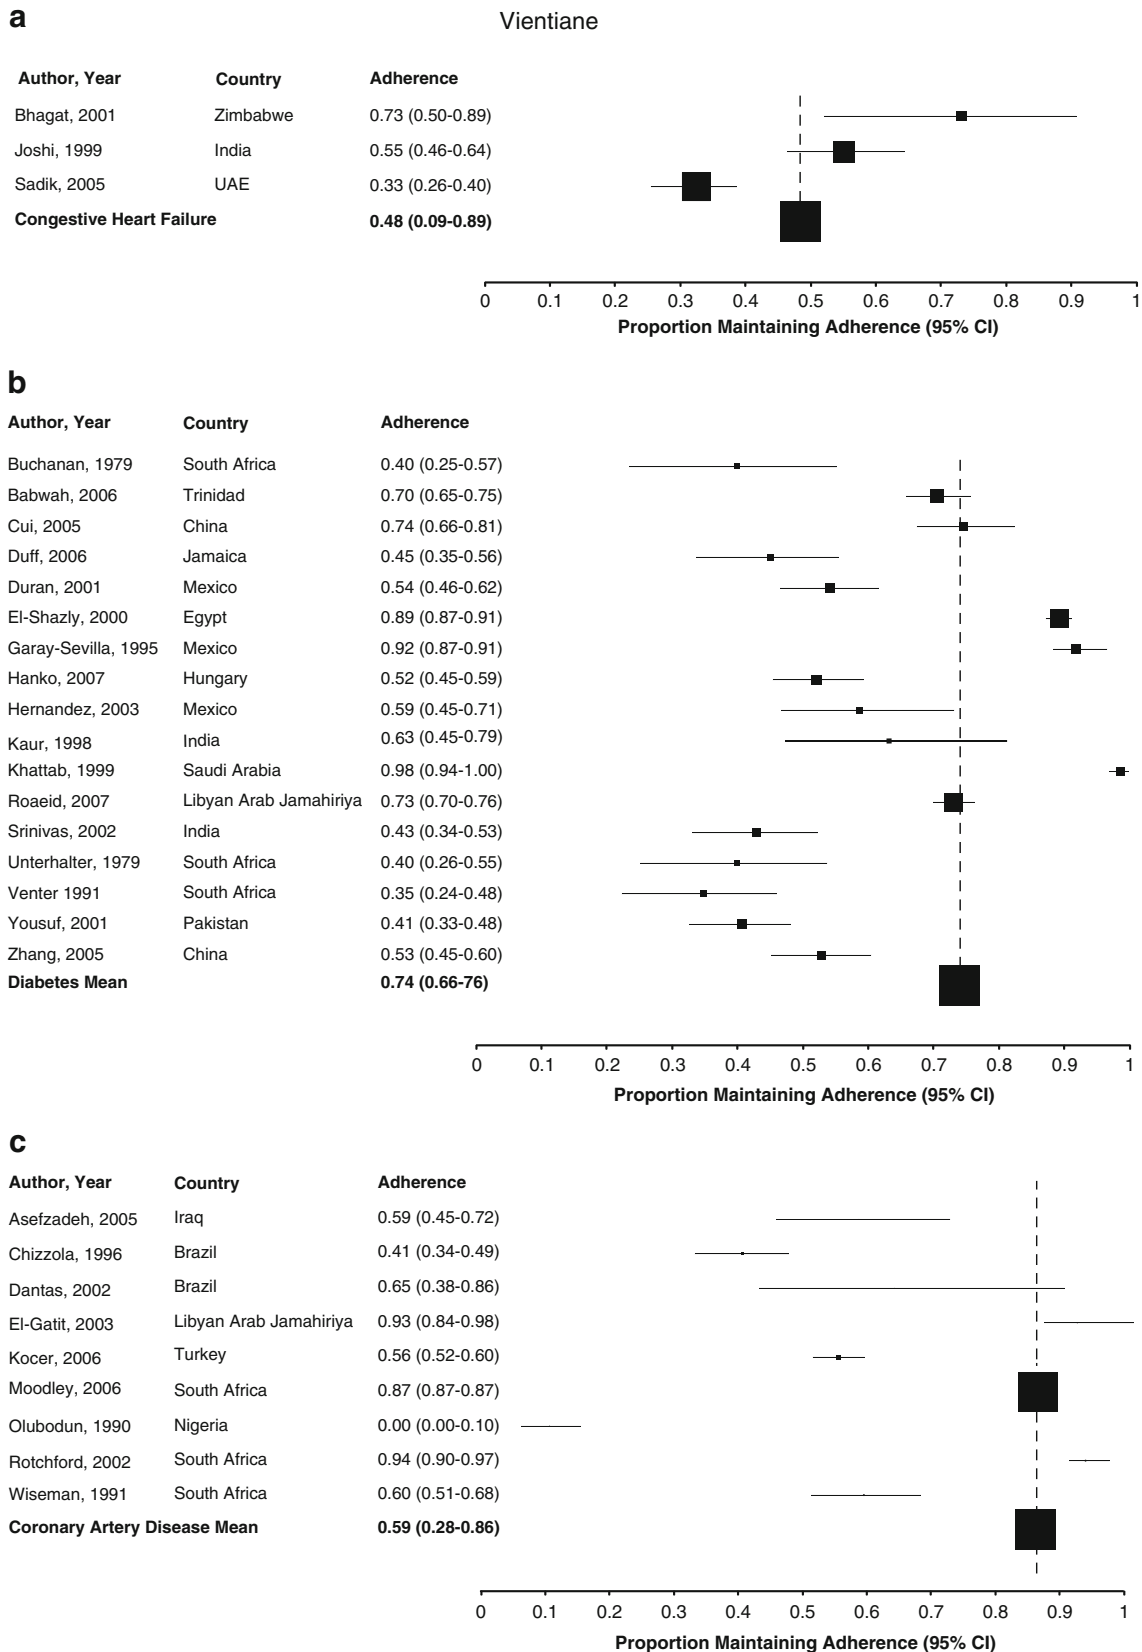 a
Vientiane
Author, Year Country Adherence
Bhagat, 2001 Zimbabwe 0.73 (0.50-0.89)
Joshi, 1999 India 0.55 (0.46-0.64)
Sadik, 2005 UAE 0.33 (0.26-0.40)
Congestive Heart Failure 0.48 (0.09-0.89)
0 0.1 0.2 0.3 0.4 0.5 0.6 0.7 0.8 0.9 1
Proportion Maintaining Adherence (95% CI)
b
Author, Year Country Adherence
Buchanan, 1979 South Africa 0.40 (0.25-0.57)
Babwah, 2006 Trinidad 0.70 (0.65-0.75)
Cui, 2005 China 0.74 (0.66-0.81)
Duff, 2006 Jamaica 0.45 (0.35-0.56)
Duran, 2001 Mexico 0.54 (0.46-0.62)
El-Shazly, 2000 Egypt 0.89 (0.87-0.91)
Garay-Sevilla, 1995 Mexico 0.92 (0.87-0.91)
Hanko, 2007 Hungary 0.52 (0.45-0.59)
Hernandez, 2003 Mexico 0.59 (0.45-0.71)
Kaur, 1998 India 0.63 (0.45-0.79)
Khattab, 1999 Saudi Arabia 0.98 (0.94-1.00)
Roaeid, 2007 Libyan Arab Jamahiriya 0.73 (0.70-0.76)
Srinivas, 2002 India 0.43 (0.34-0.53)
Unterhalter, 1979 South Africa 0.40 (0.26-0.55)
Venter 1991 South Africa 0.35 (0.24-0.48)
Yousuf, 2001 Pakistan 0.41 (0.33-0.48)
Zhang, 2005 China 0.53 (0.45-0.60)
Diabetes Mean 0.74 (0.66-76)
0 0.1 0.2 0.3 0.4 0.5 0.6 0.7 0.8 0.9 1
Proportion Maintaining Adherence (95% CI)
c
Author, Year Country Adherence
Asefzadeh, 2005 Iraq 0.59 (0.45-0.72)
Chizzola, 1996 Brazil 0.41 (0.34-0.49)
Dantas, 2002 Brazil 0.65 (0.38-0.86)
El-Gatit, 2003 Libyan Arab Jamahiriya 0.93 (0.84-0.98)
Kocer, 2006 Turkey 0.56 (0.52-0.60)
Moodley, 2006 South Africa 0.87 (0.87-0.87)
Olubodun, 1990 Nigeria 0.00 (0.00-0.10)
Rotchford, 2002 South Africa 0.94 (0.90-0.97)
Wiseman, 1991 South Africa 0.60 (0.51-0.68)
Coronary Artery Disease Mean 0.59 (0.28-0.86)
0 0.1 0.2 0.3 0.4 0.5 0.6 0.7 0.8 0.9 1
Proportion Maintaining Adherence (95% CI)